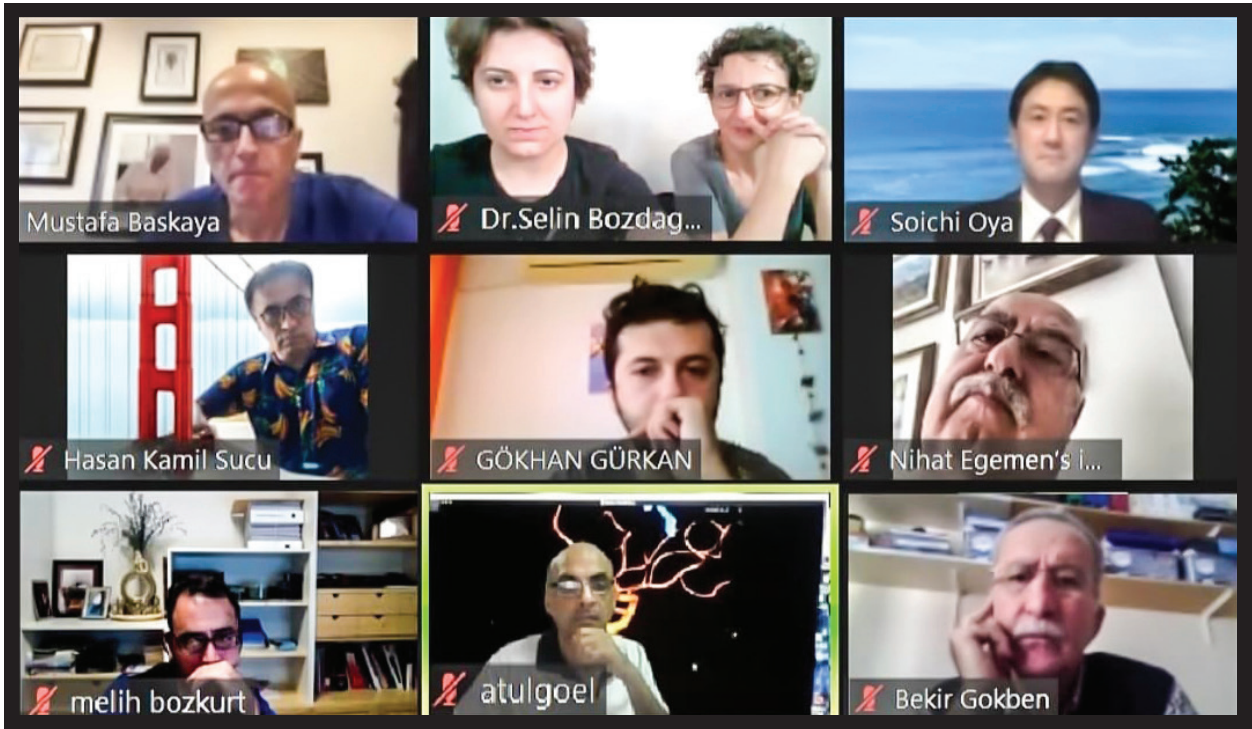 Mustafa Baskaya
Dr.Selin Bozdag...
Soichi Oya
Hasan Kamil Sucu
GÖKHAN GÜRKAN
Nihat Egemen's i...
melih bozkurt
atulgoel
Bekir Gokben